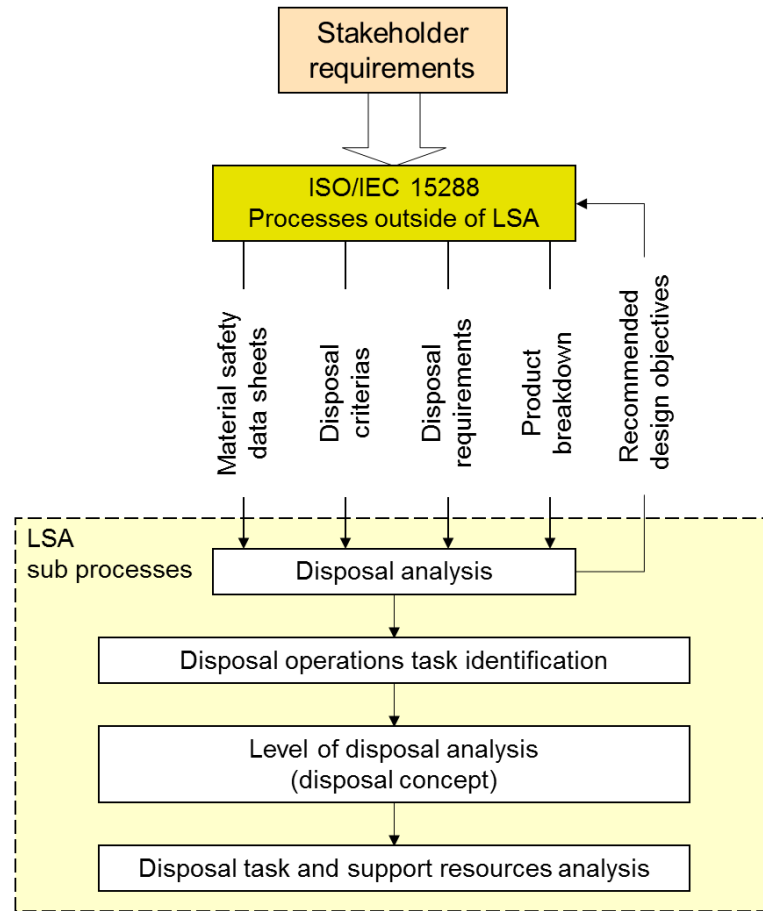 Stakeholder
requirements
ISO/IEC 15288
Processes outside of LSA
Material safety
data sheets
Disposal
criterias
Disposal
requirements
Product
breakdown
Recommended
design objectives
LSA
sub processes
Disposal analysis
Disposal operations task identification
Level of disposal analysis
(disposal concept)
Disposal task and support resources analysis